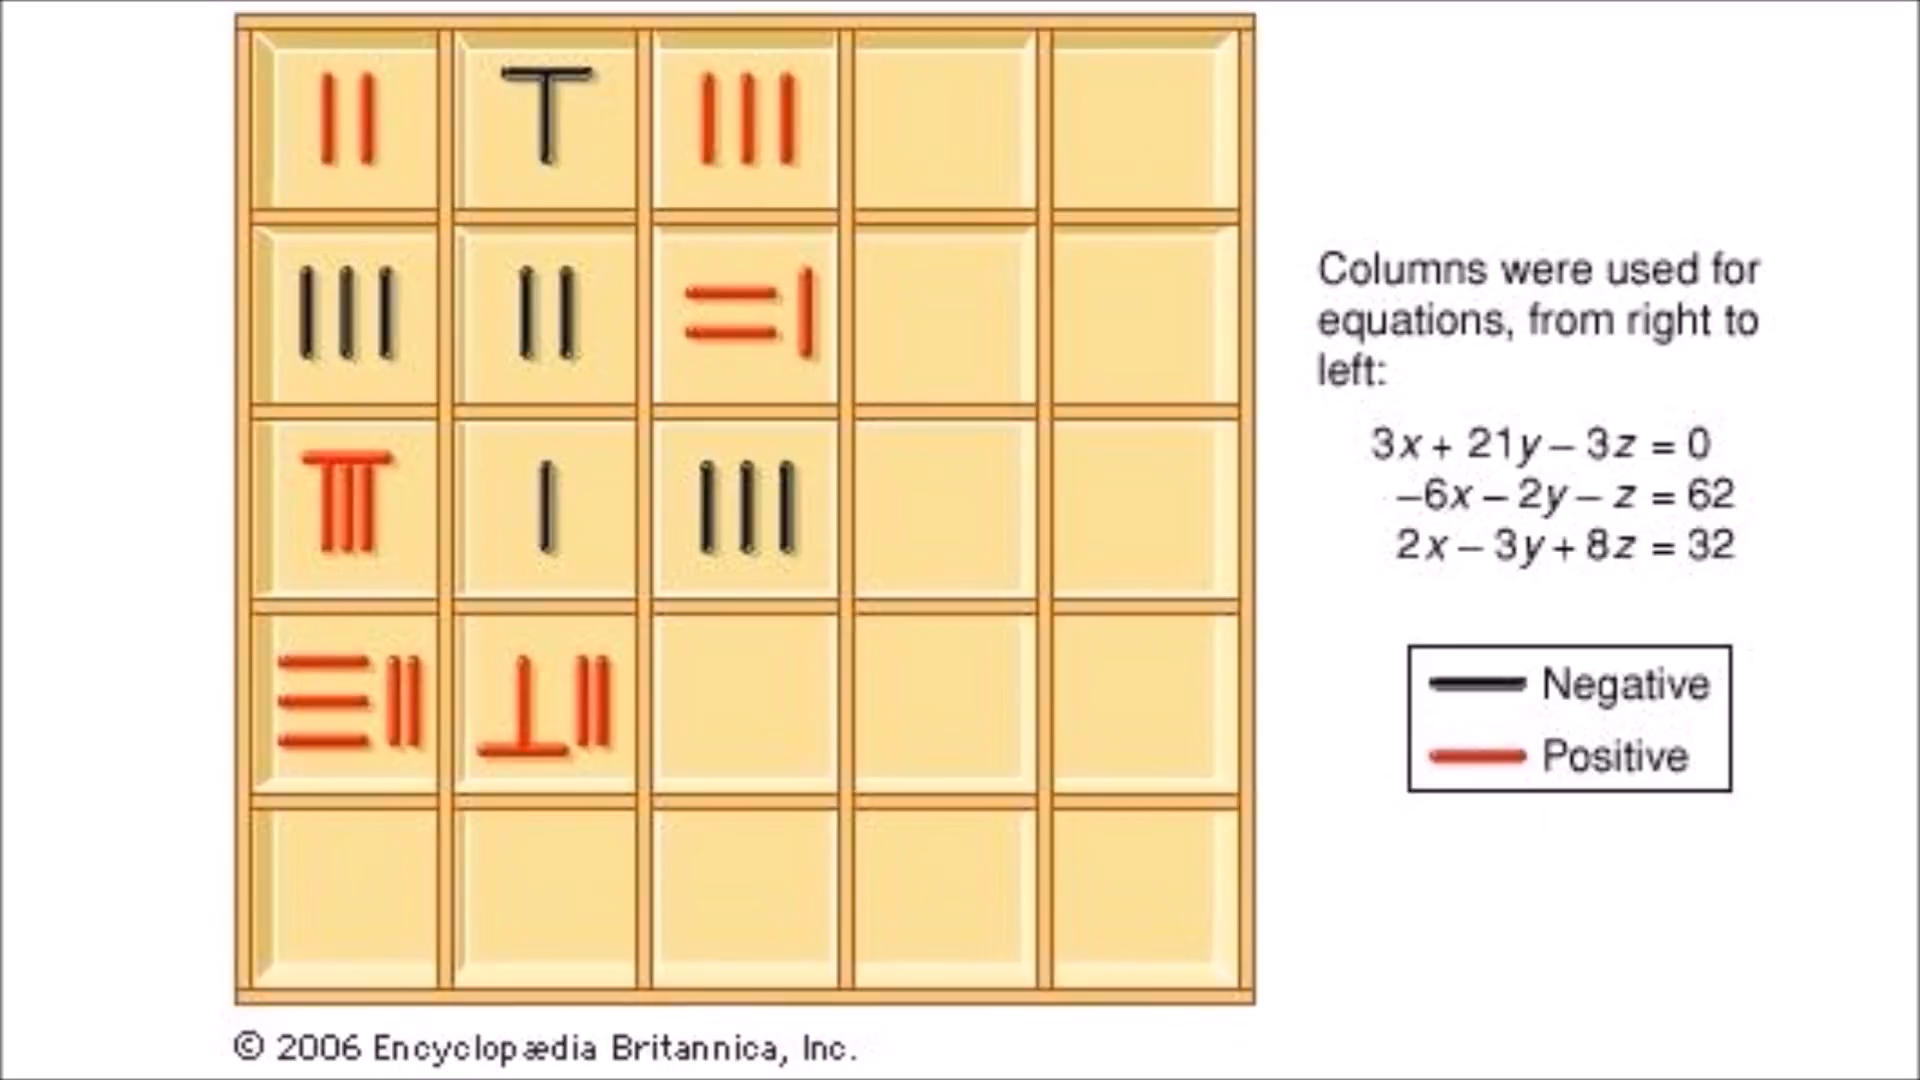 Columns were used for
equations, from right to
left:
3x + 21y – 3z = 0
–6x – 2y – z = 62
2x – 3y + 8z = 32
Negative
Positive
© 2006 Encyclopædia Britannica, Inc.